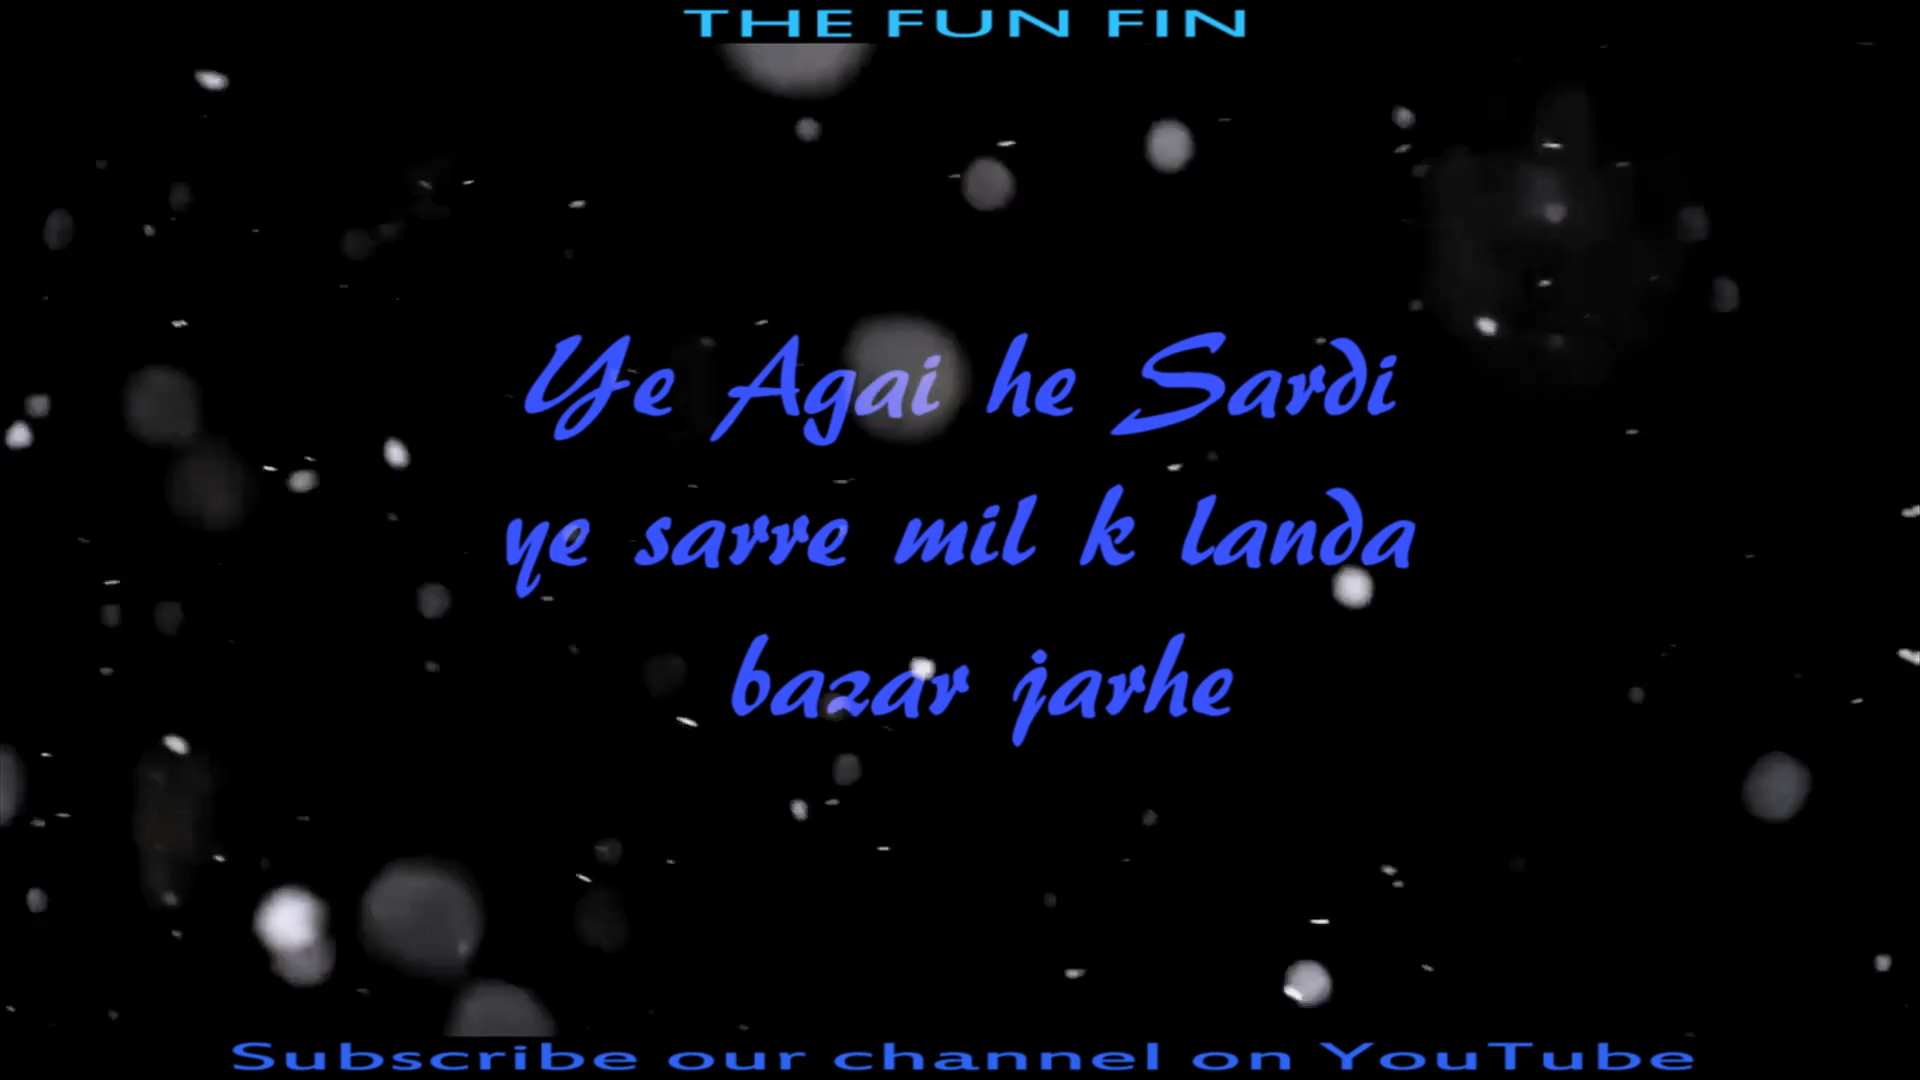 THE FUN FIN
Ye Agai he Sardi
ye sarre mil k landa
bazar jarhe
Subscribe our channel on YouTube